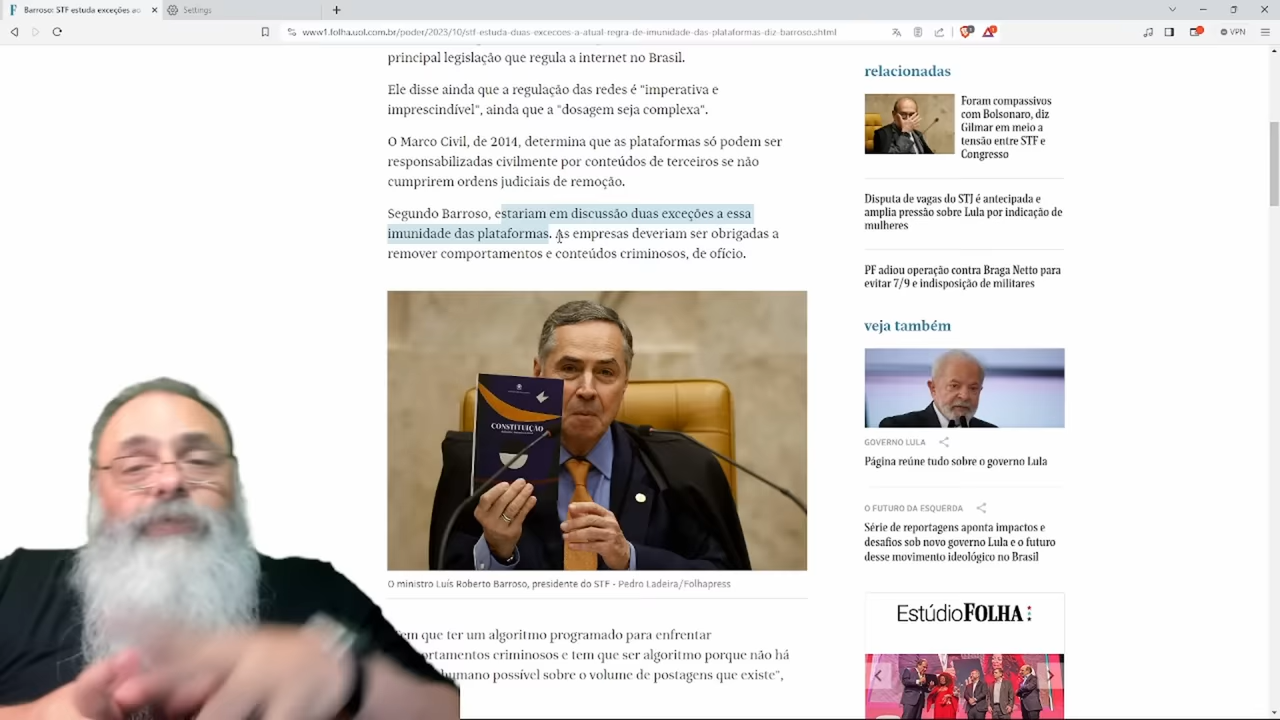 Barroso: STF estuda exceções ao
Settings
www1.folha.uol.com.br/poder/2023/10/stf-estuda-duas-excecoes-a-atual-regra-de-imunidade-das-plataformas-diz-barroso.shtml
VPN
principal legislação que regula a internet no Brasil.
Ele disse ainda que a regulação das redes é "imperativa e
imprescindível", ainda que a "dosagem seja complexa".
O Marco Civil, de 2014, determina que as plataformas só podem ser
responsabilizadas civilmente por conteúdos de terceiros se não
cumprirem ordens judiciais de remoção.
Segundo Barroso, estariam em discussão duas exceções a essa
imunidade das plataformas. As empresas deveriam ser obrigadas a
remover comportamentos e conteúdos criminosos, de ofício.
CONSTITUIÇÃO
O ministro Luís Roberto Barroso, presidente do STF - Pedro Ladeira/Folhapress
que ter um algoritmo programado para enfrentar
criminosos e tem que ser algoritmo porque não há
humano possível sobre o volume de postagens que existe",
relacionadas
Foram compassivos
com Bolsonaro, diz
Gilmar em meio a
tensão entre STF e
Congresso
Disputa de vagas do STJ é antecipada e
amplia pressão sobre Lula por indicação de
mulheres
PF adiou operação contra Braga Netto para
evitar 7/9 e indisposição de militares
veja também
GOVERNO LULA
Página reúne tudo sobre o governo Lula
O FUTURO DA ESQUERDA
Série de reportagens aponta impactos e
desafios sob novo governo Lula e o futuro
desse movimento ideológico no Brasil
Estúdio FOLHA